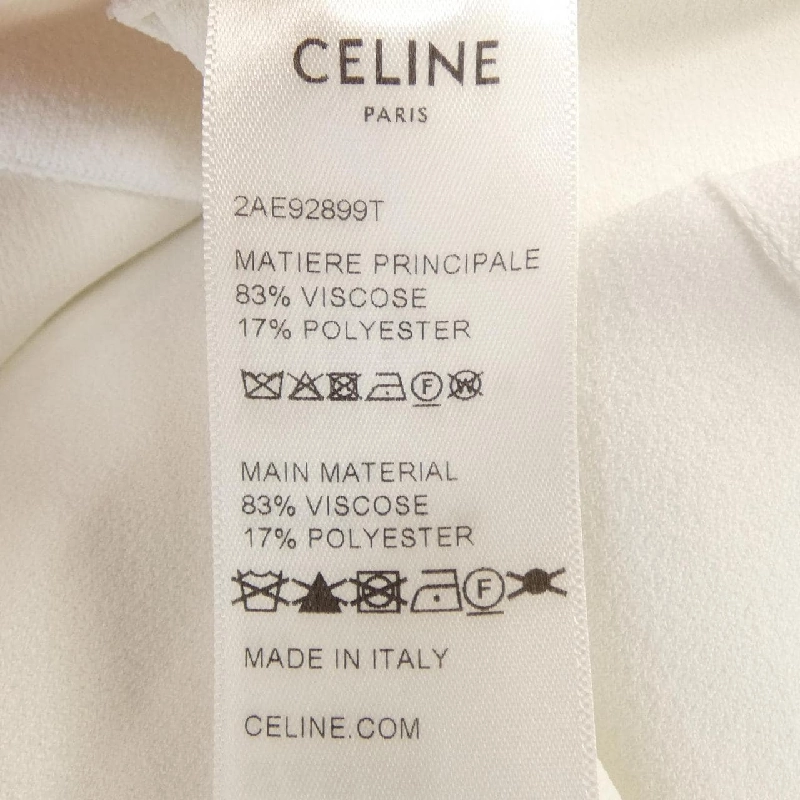 CELINE
PARIS
2AE92899T
MATIERE PRINCIPALE
83% VISCOSE
17% POLYESTER
F W
MAIN MATERIAL
83% VISCOSE
17% POLYESTER
F
MADE IN ITALY
CELINE.COM